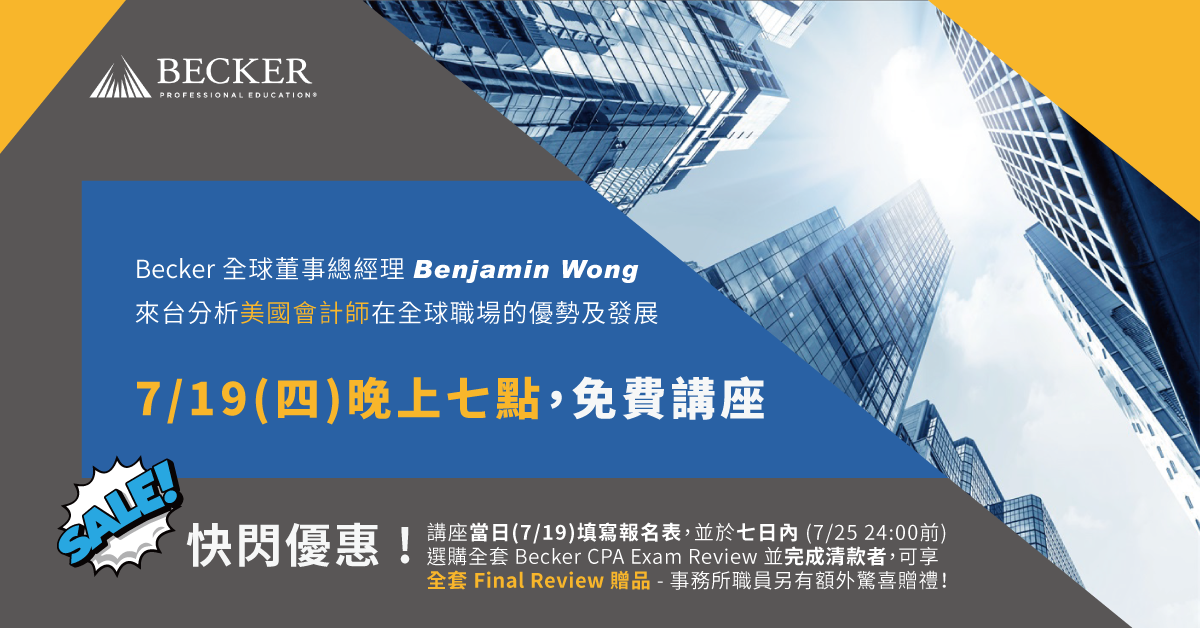 BECKER
PROFESSIONAL EDUCATION®
Becker 全球董事總經理 Benjamin Wong
來台分析美國會計師在全球職場的優勢及發展
7/19(四)晚上七點，免費講座
SALE!
快閃優惠！
講座當日(7/19)填寫報名表，並於七日內 (7/25 24:00前)
選購全套 Becker CPA Exam Review 並完成清款者，可享
全套 Final Review 贈品 - 事務所職員另有額外驚喜贈禮！